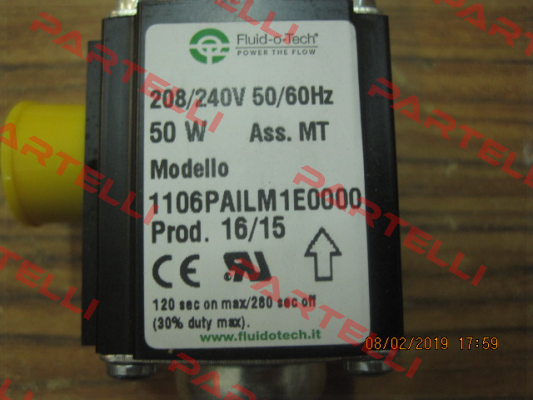 Fluid-o-Tech®
POWER THE FLOW
208/240V 50/60Hz
50 W Ass. MT
Modello
1106PAILM1E0000
Prod. 16/15
CE
120 sec on max/280 sec off
(30% duty max).
www.fluidotech.it
08/02/2019 17:59
PARTELLI
PARTELLI
PARTELLI
PARTELLI
PARTELLI
PARTELLI